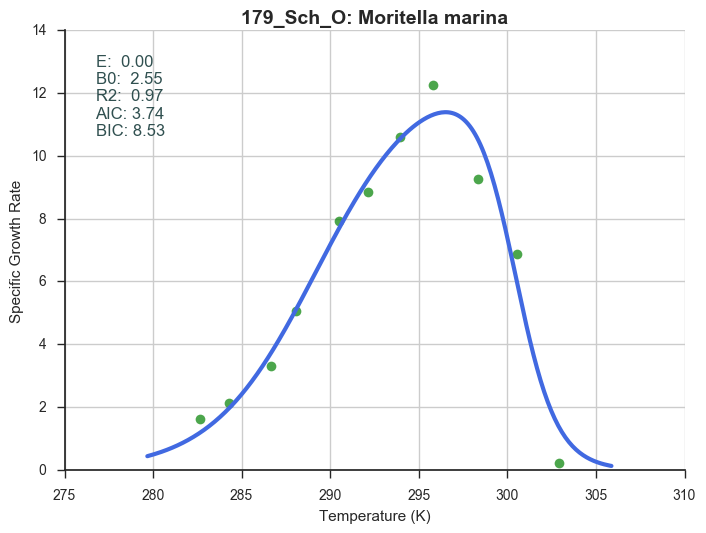 179_Sch_O: Moritella marina
14
12
10
8
6
4
2
0
E:  0.00
B0:  2.55
R2:  0.97
AIC: 3.74
BIC: 8.53
Specific Growth Rate
275 280 285 290 295 300 305 310
Temperature (K)